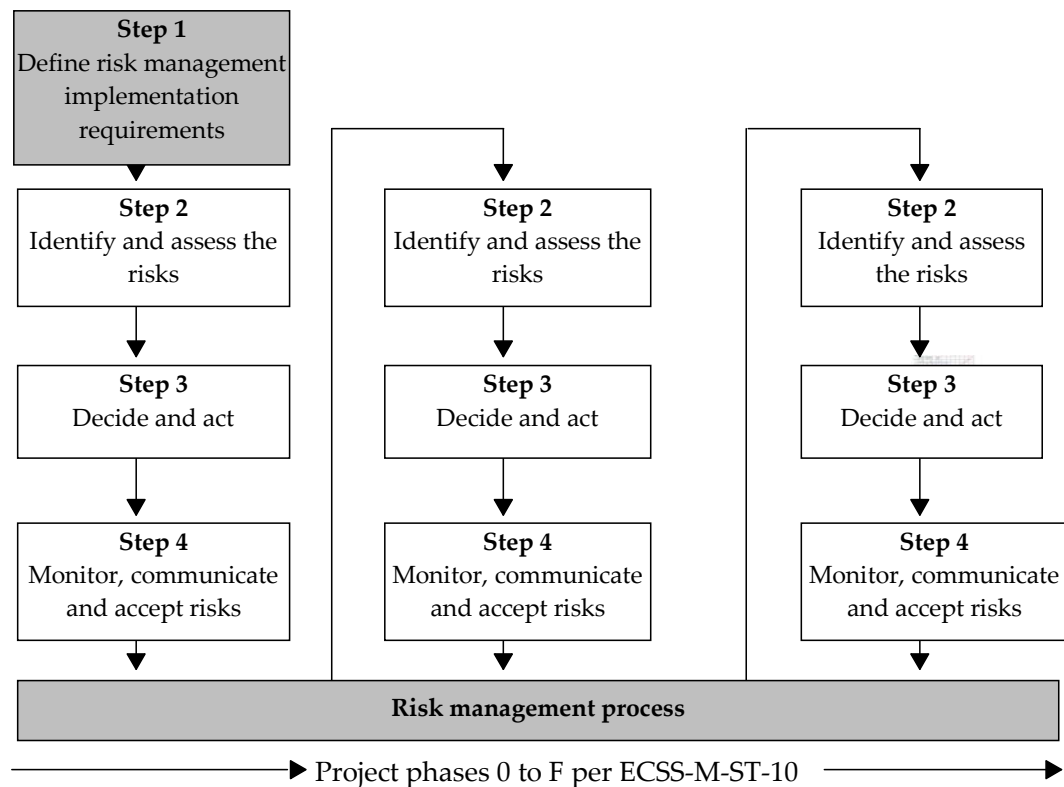 Step 1
Define risk management
implementation
requirements
Step 2
Identify and assess the
risks
Step 2
Identify and assess the
risks
Step 2
Identify and assess
the risks
Step 3
Decide and act
Step 3
Decide and act
Step 3
Decide and act
Step 4
Monitor, communicate
and accept risks
Step 4
Monitor, communicate
and accept risks
Step 4
Monitor, communicate
and accept risks
Risk management process
Project phases 0 to F per ECSS-M-ST-10